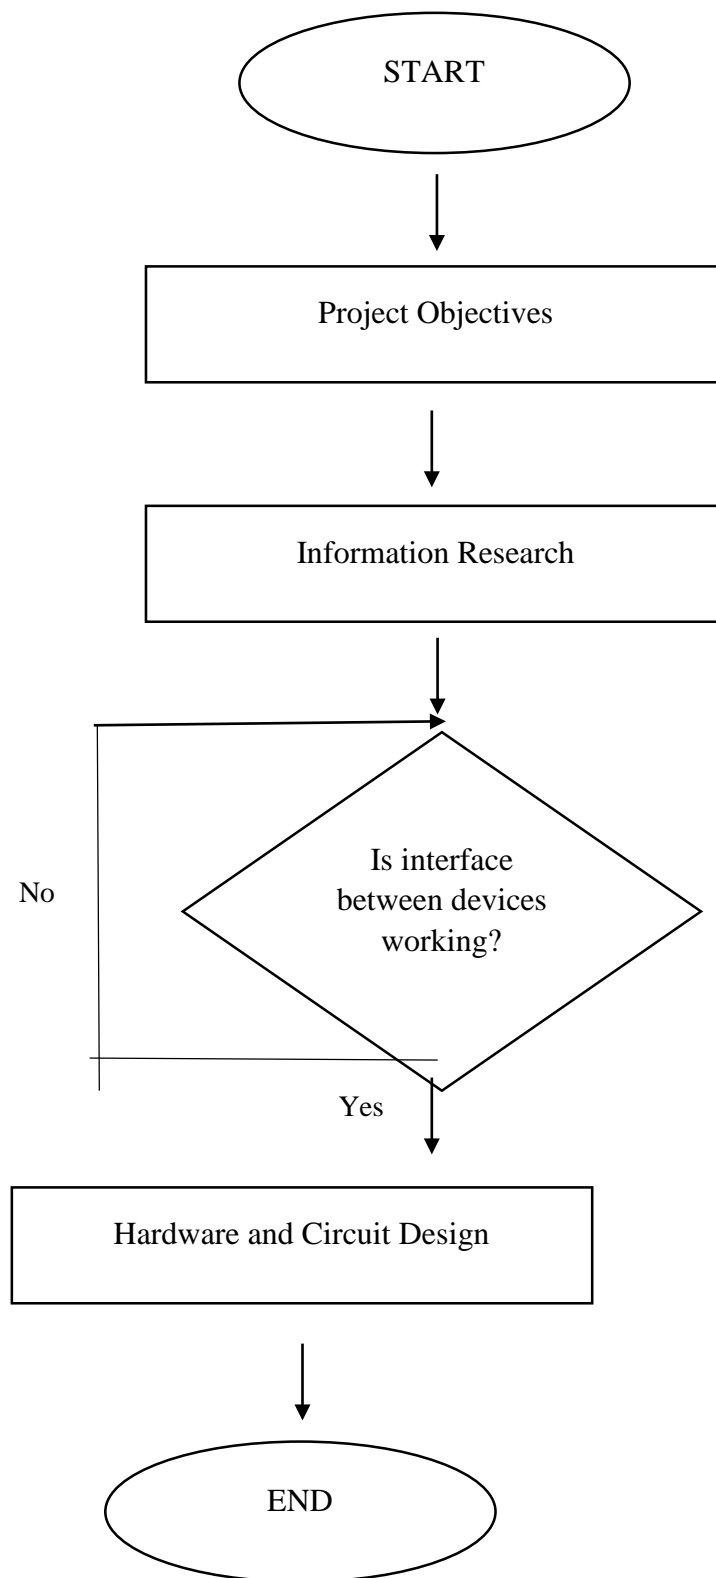 START
Project Objectives
Information Research
Is interface
between devices
working?
No
Yes
Hardware and Circuit Design
END